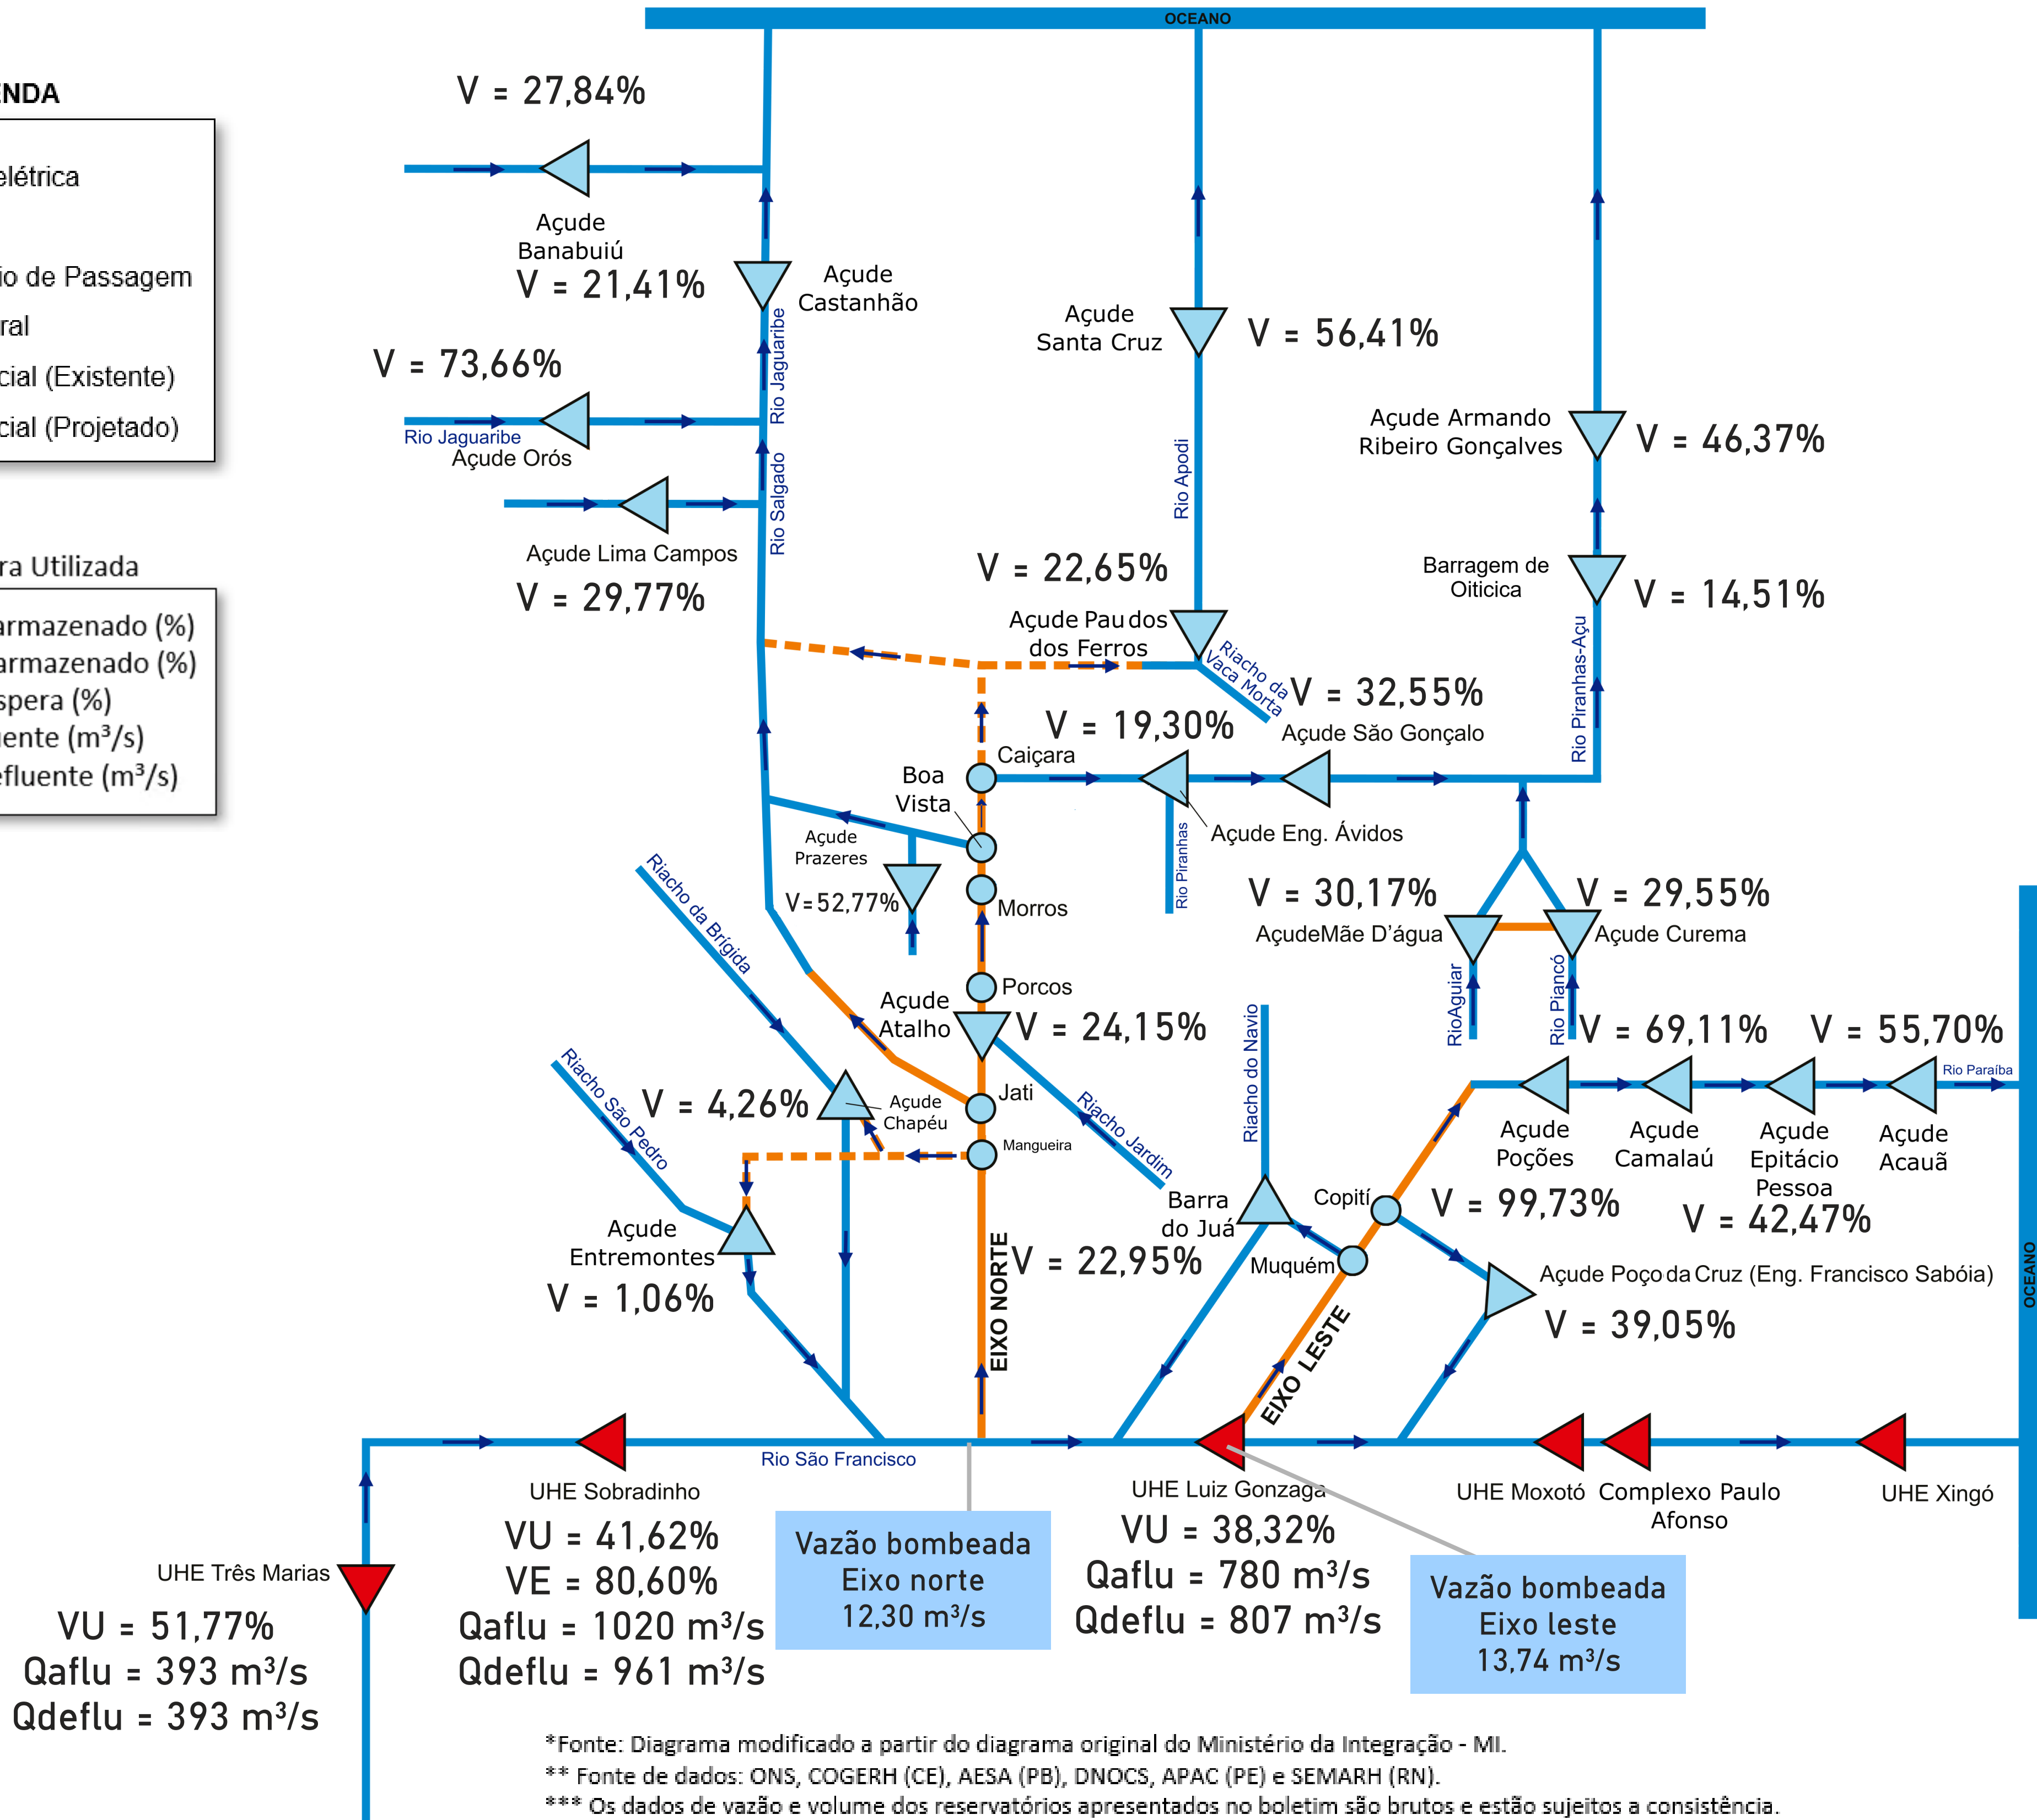 OCEANO
ENDA
elétrica
io de Passagem
ral
cial (Existente)
cial (Projetado)
ra Utilizada
armazenado (%)
armazenado (%)
spera (%)
uente (m³/s)
efluente (m³/s)
V = 27,84%
Açude
Banabuiú
V = 21,41%
Açude
Castanhão
Rio Jaguaribe
V = 73,66%
Rio Jaguaribe
Açude Orós
Rio Salgado
Açude Lima Campos
V = 29,77%
Açude
Santa Cruz
V = 56,41%
Rio Apodi
Açude Armando
Ribeiro Gonçalves
V = 46,37%
Barragem de
Oiticica
V = 14,51%
Rio Piranhas-Açu
V = 22,65%
Açude Pau dos
dos Ferros
Riacho da
Vaca Morta
V = 32,55%
Açude São Gonçalo
V = 19,30%
Caiçara
Boa
Vista
Açude Eng. Ávidos
Rio Piranhas
Açude
Prazeres
V = 52,77%
Morros
Porcos
Riacho da Brígida
Açude
Atalho
V = 24,15%
V = 30,17%
AçudeMãe D'água
V = 29,55%
Açude Curema
RioAguiar
Rio Piancó
V = 69,11%
V = 55,70%
Rio Paraíba
Riacho do Navio
Riacho São Pedro
V = 4,26%
Açude
Chapéu
Jati
Mangueira
Riacho Jardim
Açude
Poções
Açude
Camalaú
Açude
Epitácio
Pessoa
Açude
Acauã
V = 99,73%
V = 42,47%
Barra
do Juá
Copití
Muquém
Açude
Entremontes
V = 1,06%
V = 22,95%
EIXO NORTE
EIXO LESTE
Açude Poço da Cruz (Eng. Francisco Sabóia)
V = 39,05%
OCEANO
Rio São Francisco
UHE Sobradinho
VU = 41,62%
VE = 80,60%
Qaflu = 1020 m³/s
Qdeflu = 961 m³/s
Vazão bombeada
Eixo norte
12,30 m³/s
UHE Luiz Gonzaga
VU = 38,32%
Qaflu = 780 m³/s
Qdeflu = 807 m³/s
Vazão bombeada
Eixo leste
13,74 m³/s
UHE Moxotó
Complexo Paulo
Afonso
UHE Xingó
UHE Três Marias
VU = 51,77%
Qaflu = 393 m³/s
Qdeflu = 393 m³/s
*Fonte: Diagrama modificado a partir do diagrama original do Ministério da Integração - MI.
** Fonte de dados: ONS, COGERH (CE), AESA (PB), DNOCS, APAC (PE) e SEMARH (RN).
*** Os dados de vazão e volume dos reservatórios apresentados no boletim são brutos e estão sujeitos a consistência.